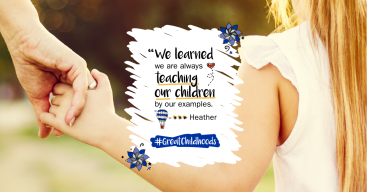 “We learned
we are always
teaching
our children
by our examples.
- Heather
#GreatChildhoods